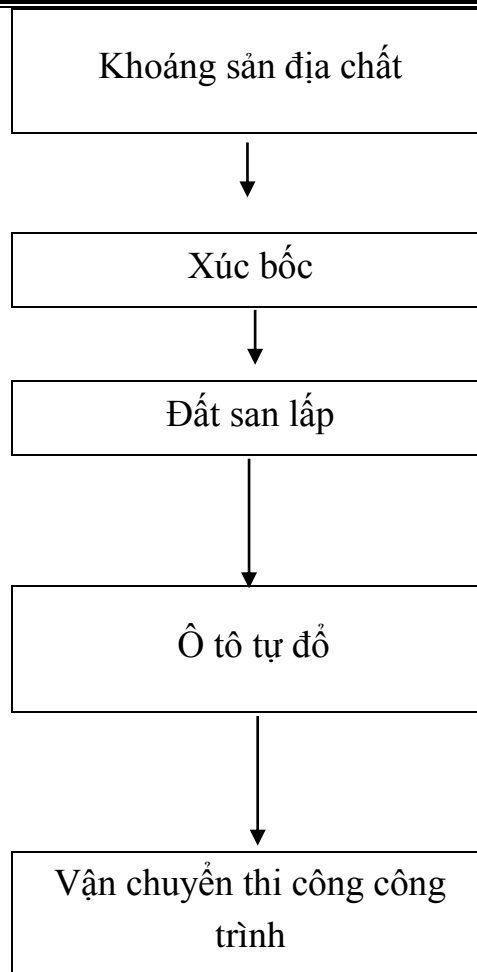 Khoáng sản địa chất
Xúc bốc
Đất san lấp
Ô tô tự đổ
Vận chuyển thi công công
trình